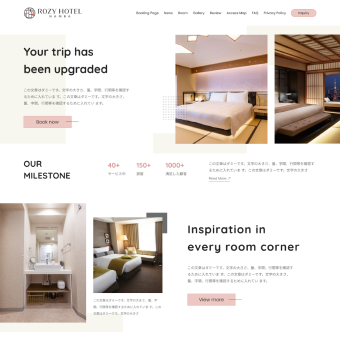 ROZY HOTEL
NAMBA
Booking Page Home Room Gallery Review Access Map FAQ Privacy Policy Inquiry
Your trip has
been upgraded
この文章はダミーです。文字の大きさ、量、字間、行間等を確認す
るために入れています。この文章はダミーです。文字の大きさ、
量、字間、行間等を確認するために入れています。
Book now
OUR
MILESTONE
40+
サービス
150+
部屋
1000+
満足した顧客
この文章はダミーです。文字の大きさ、量、字間、行間等を確認する
ために入れています。この文章はダミーです。文字の大きさ
Read More
Inspiration in
every room corner
この文章はダミーです。文字の大きさ、量、字間、行間等を確認す
るために入れています。この文章はダミーです。文字の大きさ、
量、字間、行間等を確認するために入れています。
View more
この文章はダミーです。文字の大きさ、量、字
間、行間等を確認するために入れています。こ
の文章はダミーです。文字の大きさ